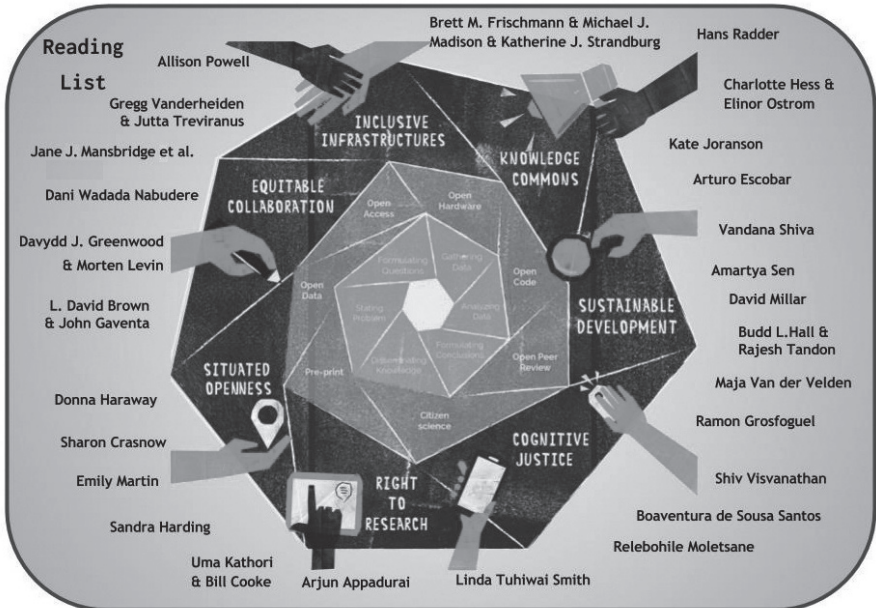 Reading
List
Allison Powell
Gregg Vanderheiden
& Jutta Treviranus
Jane J. Mansbridge et al.
Dani Wadada Nabudere
Davydd J. Greenwood
& Morten Levin
L. David Brown
& John Gaventa
Donna Haraway
Sharon Crasnow
Emily Martin
Sandra Harding
Uma Kathori
& Bill Cooke
Arjun Appadurai
Linda Tuhiwai Smith
Brett M. Frischmann & Michael J.
Madison & Katherine J. Strandburg
Hans Radder
Charlotte Hess &
Elinor Ostrom
Kate Joranson
Arturo Escobar
Vandana Shiva
Amartya Sen
David Millar
Budd L.Hall &
Rajesh Tandon
Maja Van der Velden
Ramon Grosfoguel
Shiv Visvanathan
Boaventura de Sousa Santos
Relebohile Moletsane
INCLUSIVE
INFRASTRUCTURES
KNOWLEDGE
COMMONS
EQUITABLE
COLLABORATION
SUSTAINABLE
DEVELOPMENT
SITUATED
OPENNESS
COGNITIVE
JUSTICE
RIGHT
TO
RESEARCH
Open
Access
Open
Hardware
Open
Data
Open
Code
Pre-print
Open Peer
Review
Citizen
science
Formulating
Questions
Gathering
Data
Stating
Problem
Analyzing
Data
Formulating
Conclusions
Disseminating
Knowledge